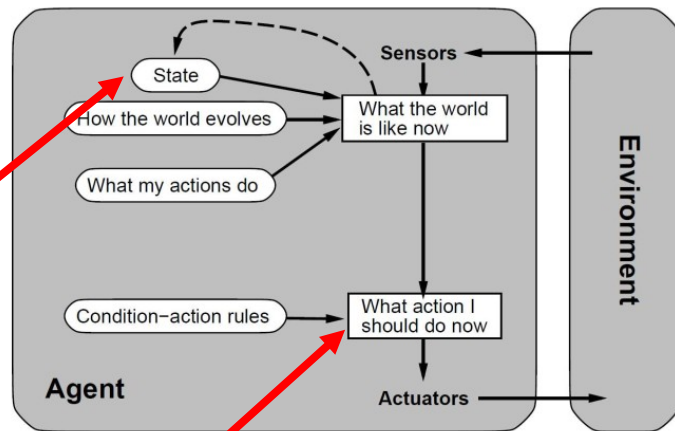 Sensors
State
What the world
is like now
How the world evolves
What my actions do
Condition−action rules
What action I
should do now
Agent
Actuators
Environment